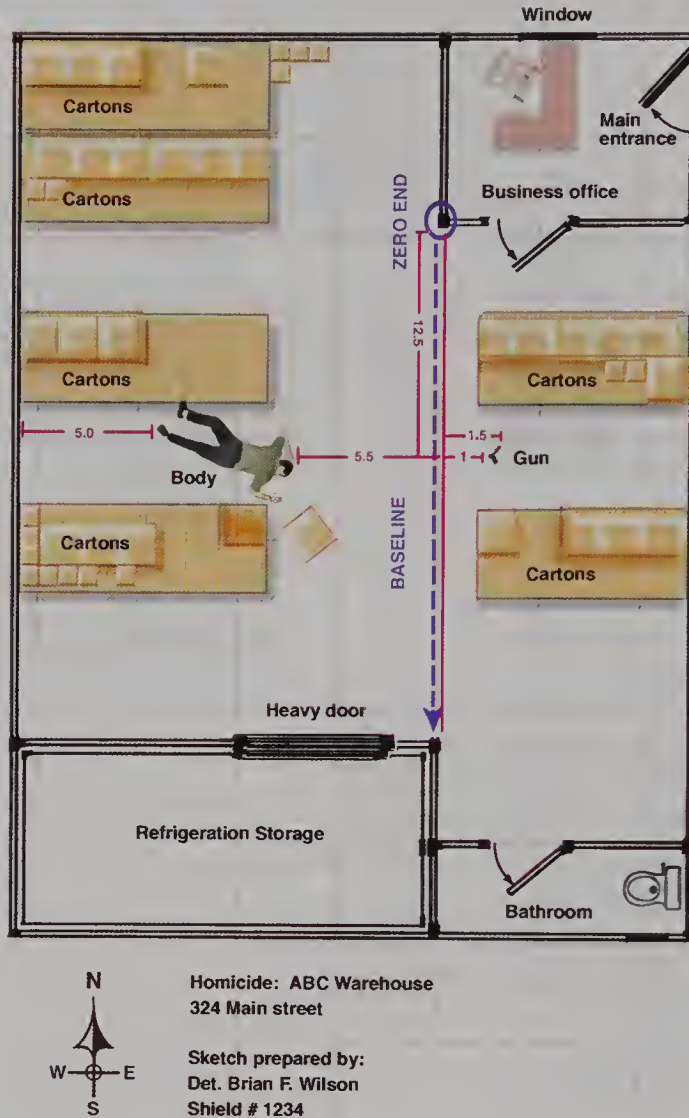 Window
Cartons
Main
entrance
Cartons
Business office
ZERO END
12.5
Cartons
Cartons
5.0
1.5
5.5
1
Gun
Body
Cartons
BASELINE
Cartons
Heavy door
Refrigeration Storage
Bathroom
N
W
E
S
Homicide: ABC Warehouse
324 Main street
Sketch prepared by:
Det. Brian F. Wilson
Shield # 1234